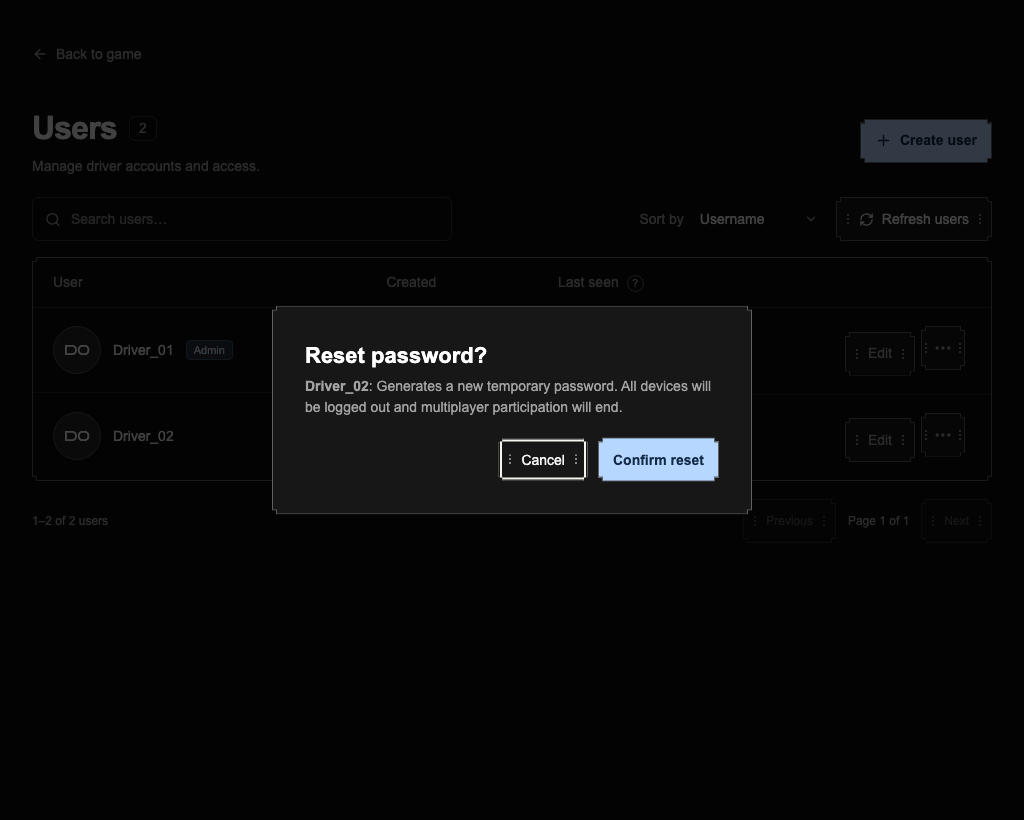 Back to game
Users 2
Create user
Manage driver accounts and access.
Search users…
Sort by Username
Refresh users
User Created Last seen ?
DO Driver_01 Admin Edit
DO Driver_02 Edit
Reset password?
Driver_02: Generates a new temporary password. All devices will
be logged out and multiplayer participation will end.
Cancel Confirm reset
1–2 of 2 users Previous Page 1 of 1 Next